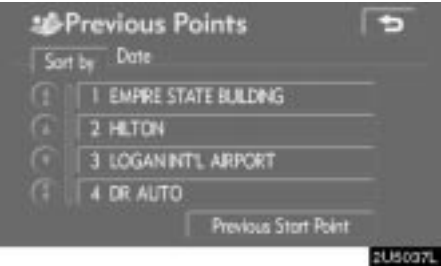 Previous Points
Sort by Date
1 EMPIRE STATE BUILDING
2 HILTON
3 LOGAN INT'L AIRPORT
4 DR AUTO
Previous Start Point
2U5037L